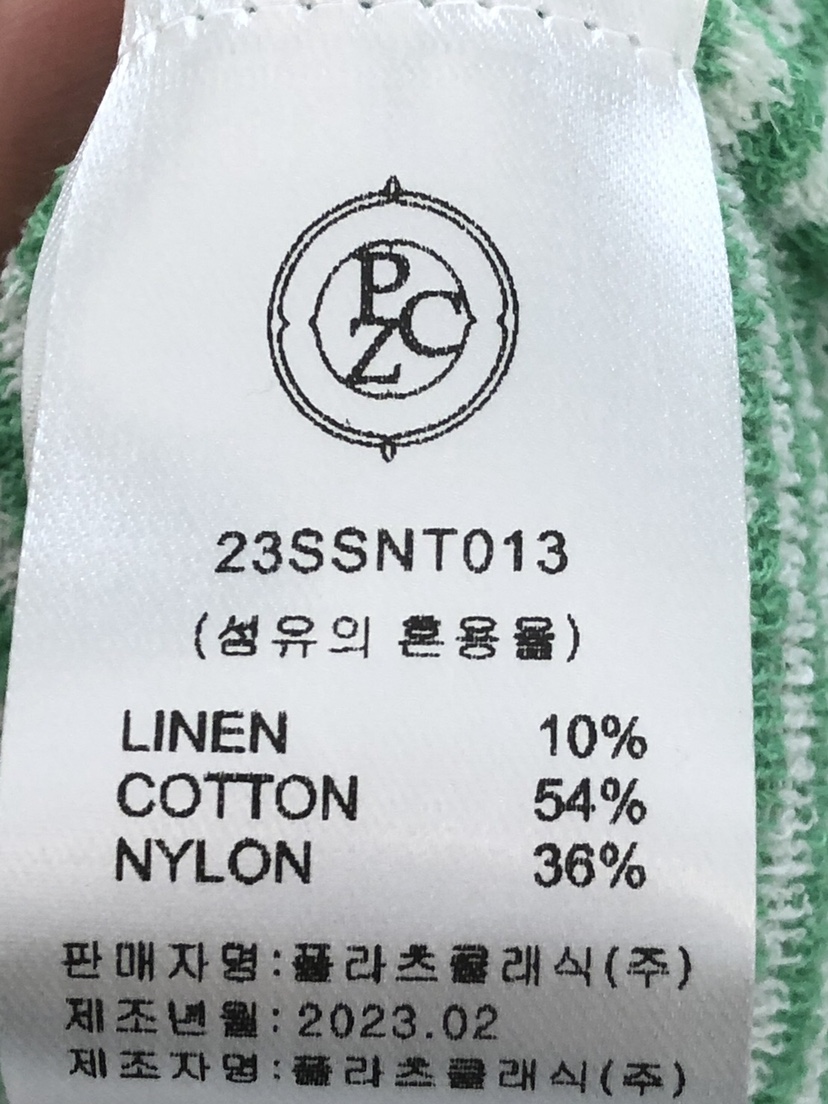 PCZ
23SSNT013
(섬유의 혼용율)
LINEN 10%
COTTON 54%
NYLON 36%
판매자명:플라츠클래식(주)
제조년월:2023.02
제조자명:플라츠클래식(주)